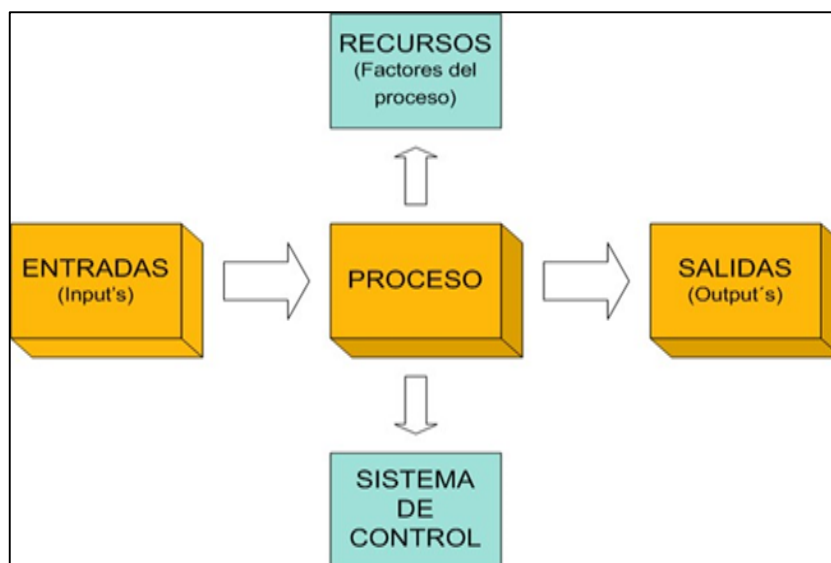 RECURSOS
(Factores del
proceso)
ENTRADAS
(Input's)
PROCESO
SALIDAS
(Output´s)
SISTEMA
DE
CONTROL